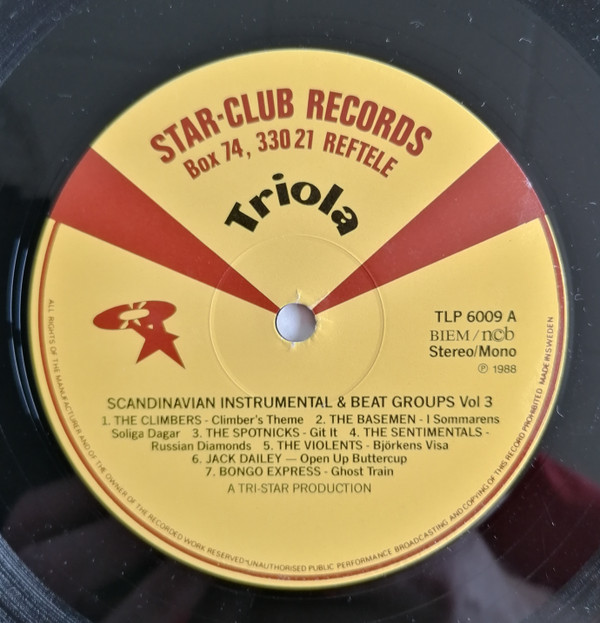 STAR-CLUB RECORDS
Box 74, 330 21 REFTELE
Triola
TLP 6009 A
BIEM/ncb
Stereo/Mono
℗ 1988
SCANDINAVIAN INSTRUMENTAL & BEAT GROUPS Vol 3
1. THE CLIMBERS - Climber's Theme 2. THE BASEMEN - I Sommarens
Soliga Dagar 3. THE SPOTNICKS - Git It 4. THE SENTIMENTALS -
Russian Diamonds 5. THE VIOLENTS - Björkens Visa
6. JACK DAILEY — Open Up Buttercup
7. BONGO EXPRESS - Ghost Train
A TRI-STAR PRODUCTION
ALL RIGHTS OF THE MANUFACTURER AND OF THE OWNER OF THE RECORDED WORK RESERVED·UNAUTHORISED PUBLIC PERFORMANCE BROADCASTING AND COPYING OF THIS RECORD PROHIBITED MADE IN SWEDEN